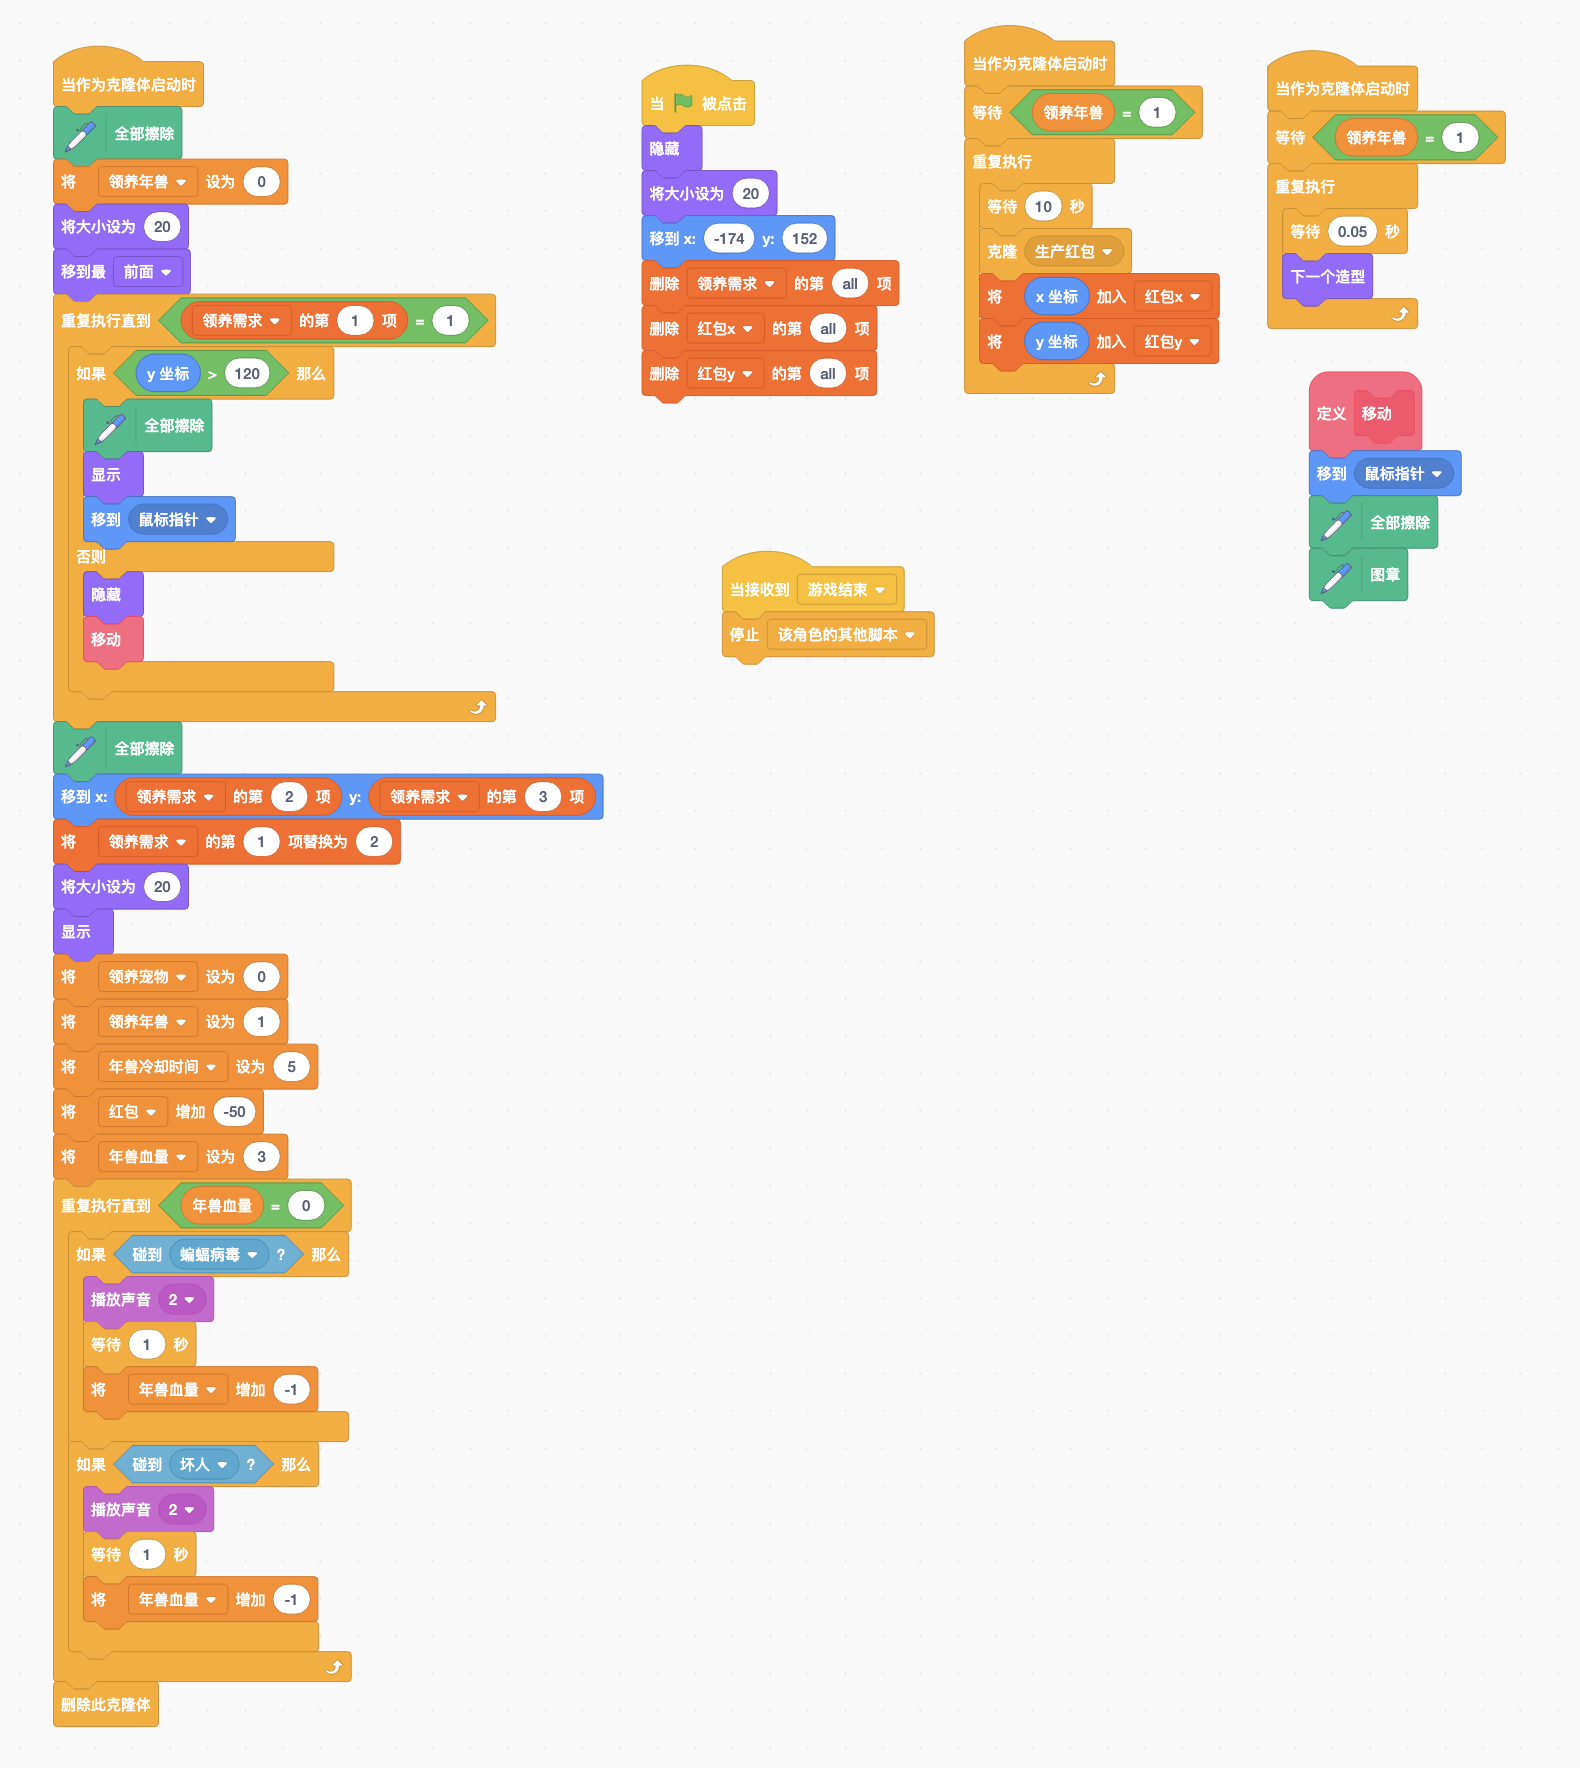 当作为克隆体启动时
全部擦除
将 领养年兽 设为 0
将大小设为 20
移到最 前面
重复执行直到 领养需求 的第 1 项 = 1
如果 y 坐标 > 120 那么
全部擦除
显示
移到 鼠标指针
否则
隐藏
移动
全部擦除
移到 x: 领养需求 的第 2 项 y: 领养需求 的第 3 项
将 领养需求 的第 1 项替换为 2
将大小设为 20
显示
将 领养宠物 设为 0
将 领养年兽 设为 1
将 年兽冷却时间 设为 5
将 红包 增加 -50
将 年兽血量 设为 3
重复执行直到 年兽血量 = 0
如果 碰到 蝙蝠病毒 ? 那么
播放声音 2
等待 1 秒
将 年兽血量 增加 -1
如果 碰到 坏人 ? 那么
播放声音 2
等待 1 秒
将 年兽血量 增加 -1
删除此克隆体
当 被点击
隐藏
将大小设为 20
移到 x: -174 y: 152
删除 领养需求 的第 all 项
删除 红包x 的第 all 项
删除 红包y 的第 all 项
当接收到 游戏结束
停止 该角色的其他脚本
当作为克隆体启动时
等待 领养年兽 = 1
重复执行
等待 10 秒
克隆 生产红包
将 x 坐标 加入 红包x
将 y 坐标 加入 红包y
当作为克隆体启动时
等待 领养年兽 = 1
重复执行
等待 0.05 秒
下一个造型
定义 移动
移到 鼠标指针
全部擦除
图章